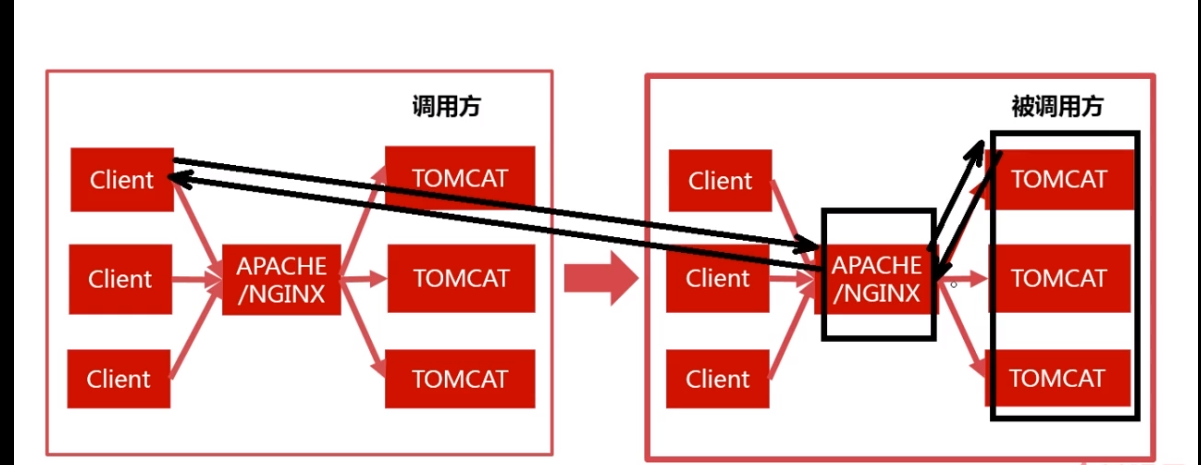 调用方
Client
TOMCAT
Client
APACHE
/NGINX
TOMCAT
Client
TOMCAT
被调用方
Client
TOMCAT
Client
APACHE
/NGINX
TOMCAT
Client
TOMCAT